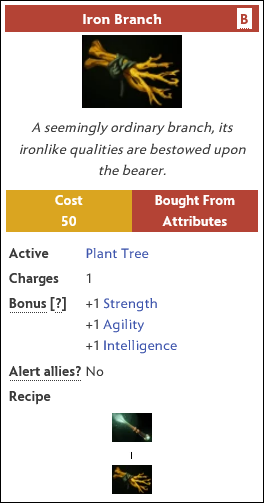 Iron Branch B
A seemingly ordinary branch, its
ironlike qualities are bestowed upon
the bearer.
Cost Bought From
50 Attributes
Active Plant Tree
Charges 1
Bonus [?] +1 Strength
+1 Agility
+1 Intelligence
Alert allies? No
Recipe